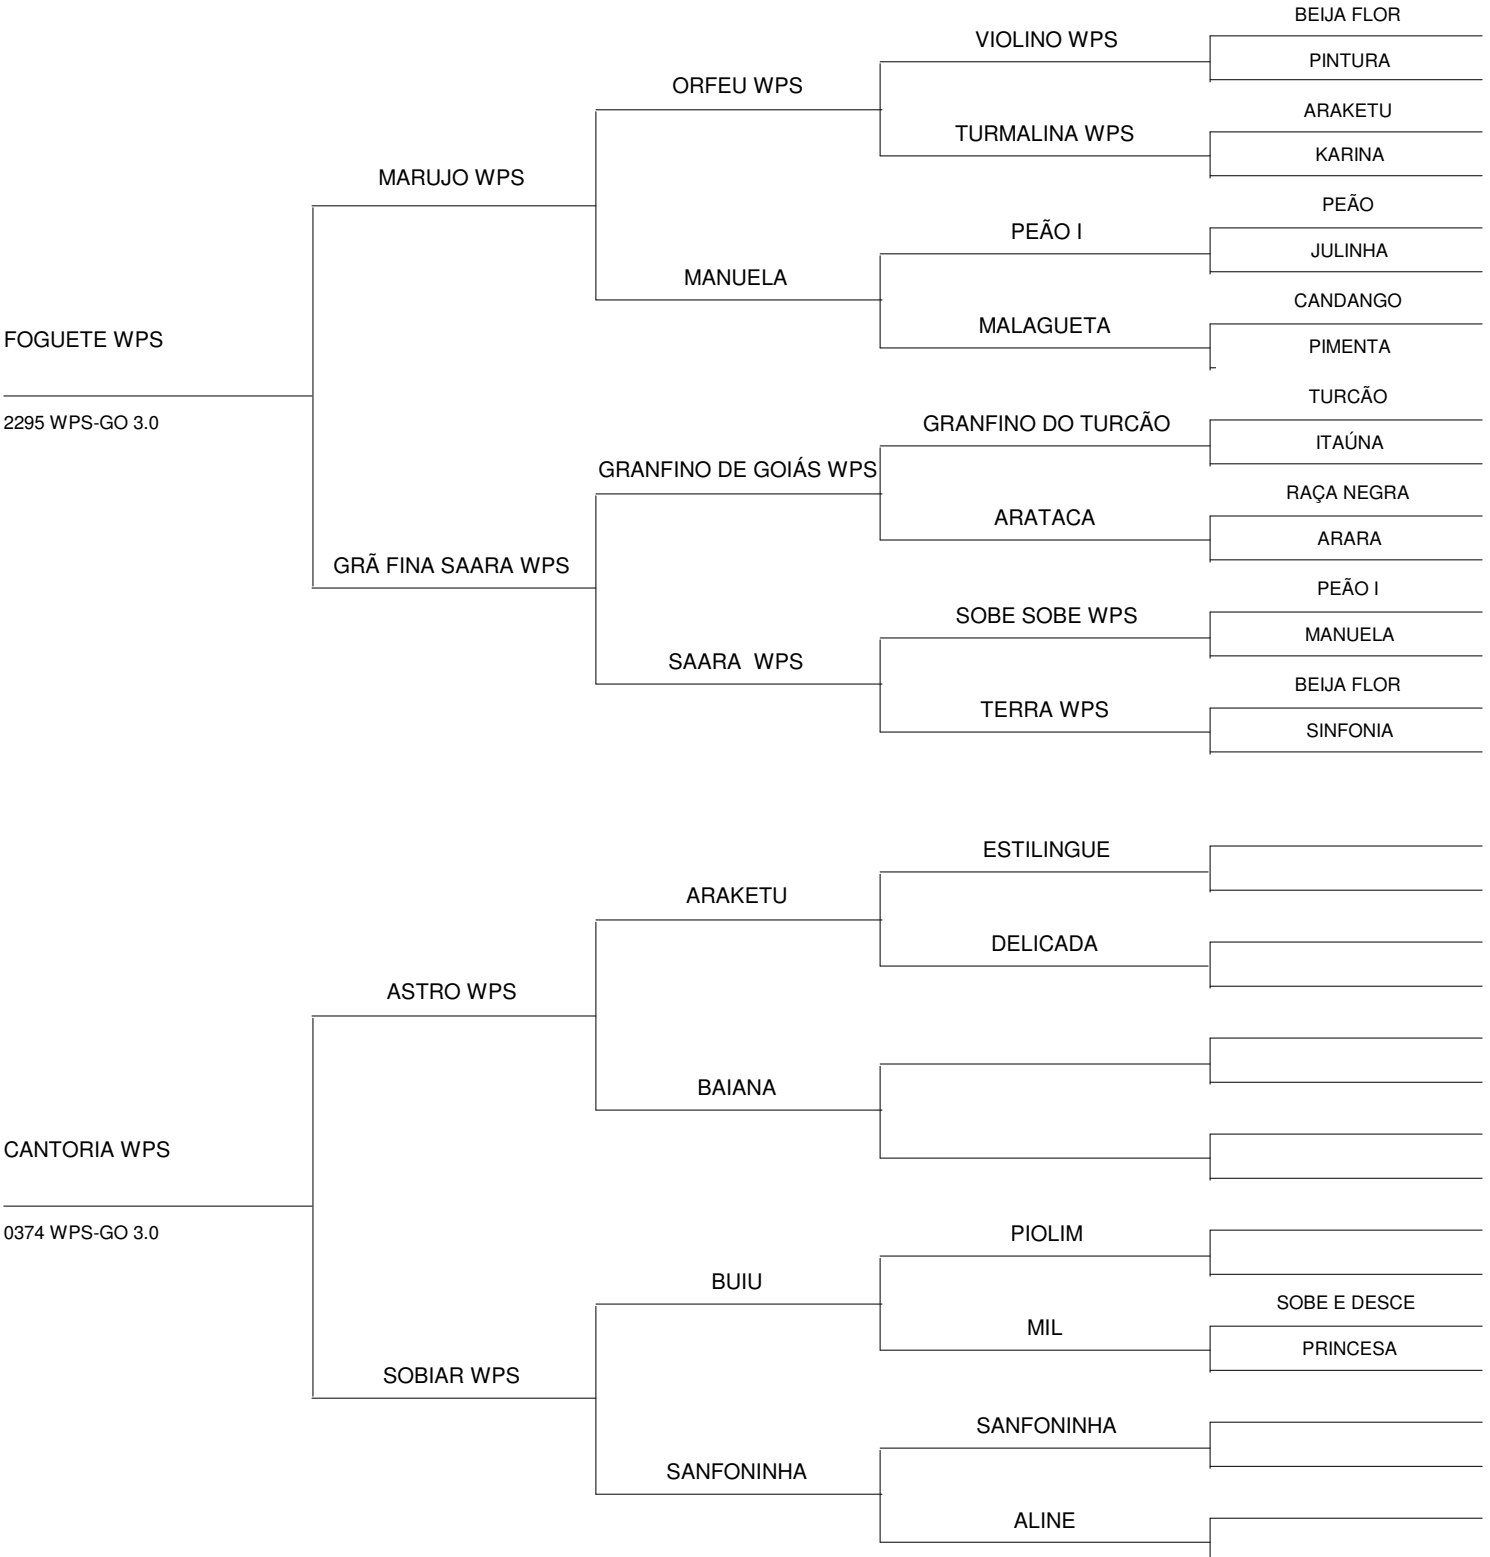 BEIJA FLOR
VIOLINO WPS
PINTURA
ORFEU WPS
ARAKETU
TURMALINA WPS
KARINA
MARUJO WPS
PEÃO
PEÃO I
JULINHA
MANUELA
CANDANGO
MALAGUETA
PIMENTA
FOGUETE WPS
2295 WPS-GO 3.0
TURCÃO
GRANFINO DO TURCÃO
ITAÚNA
GRANFINO DE GOIÁS WPS
RAÇA NEGRA
ARATACA
ARARA
GRÃ FINA SAARA WPS
PEÃO I
SOBE SOBE WPS
MANUELA
SAARA  WPS
BEIJA FLOR
TERRA WPS
SINFONIA
ESTILINGUE
ARAKETU
DELICADA
ASTRO WPS
BAIANA
CANTORIA WPS
0374 WPS-GO 3.0
PIOLIM
BUIU
SOBE E DESCE
MIL
PRINCESA
SOBIAR WPS
SANFONINHA
SANFONINHA
ALINE